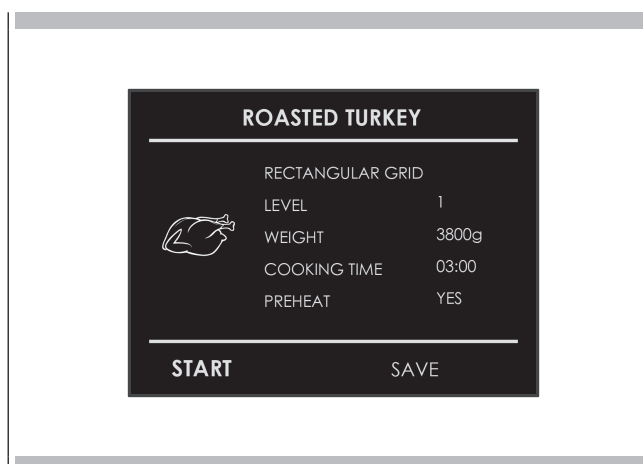 ROASTED TURKEY
RECTANGULAR GRID
LEVEL 1
WEIGHT 3800g
COOKING TIME 03:00
PREHEAT YES
START SAVE